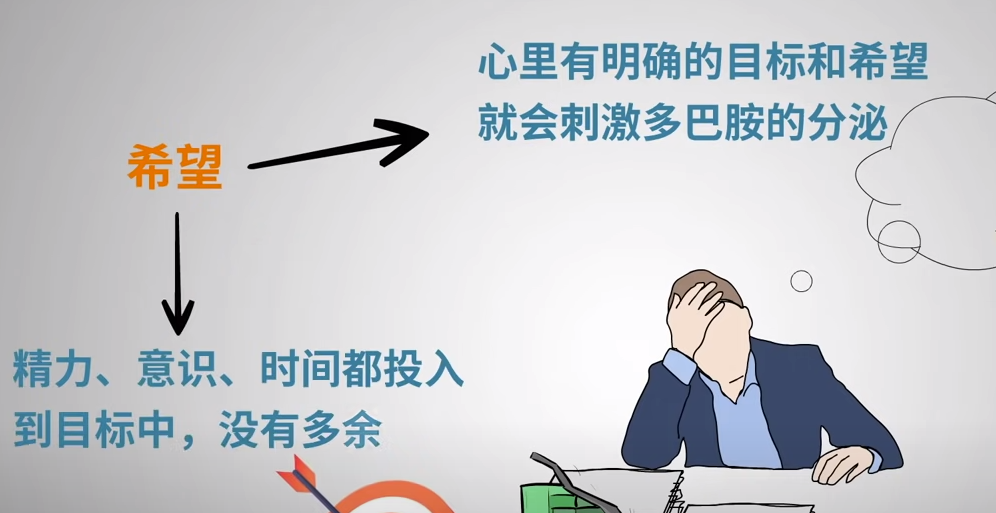 心里有明确的目标和希望
就会刺激多巴胺的分泌
希望
精力、意识、时间都投入
到目标中，没有多余